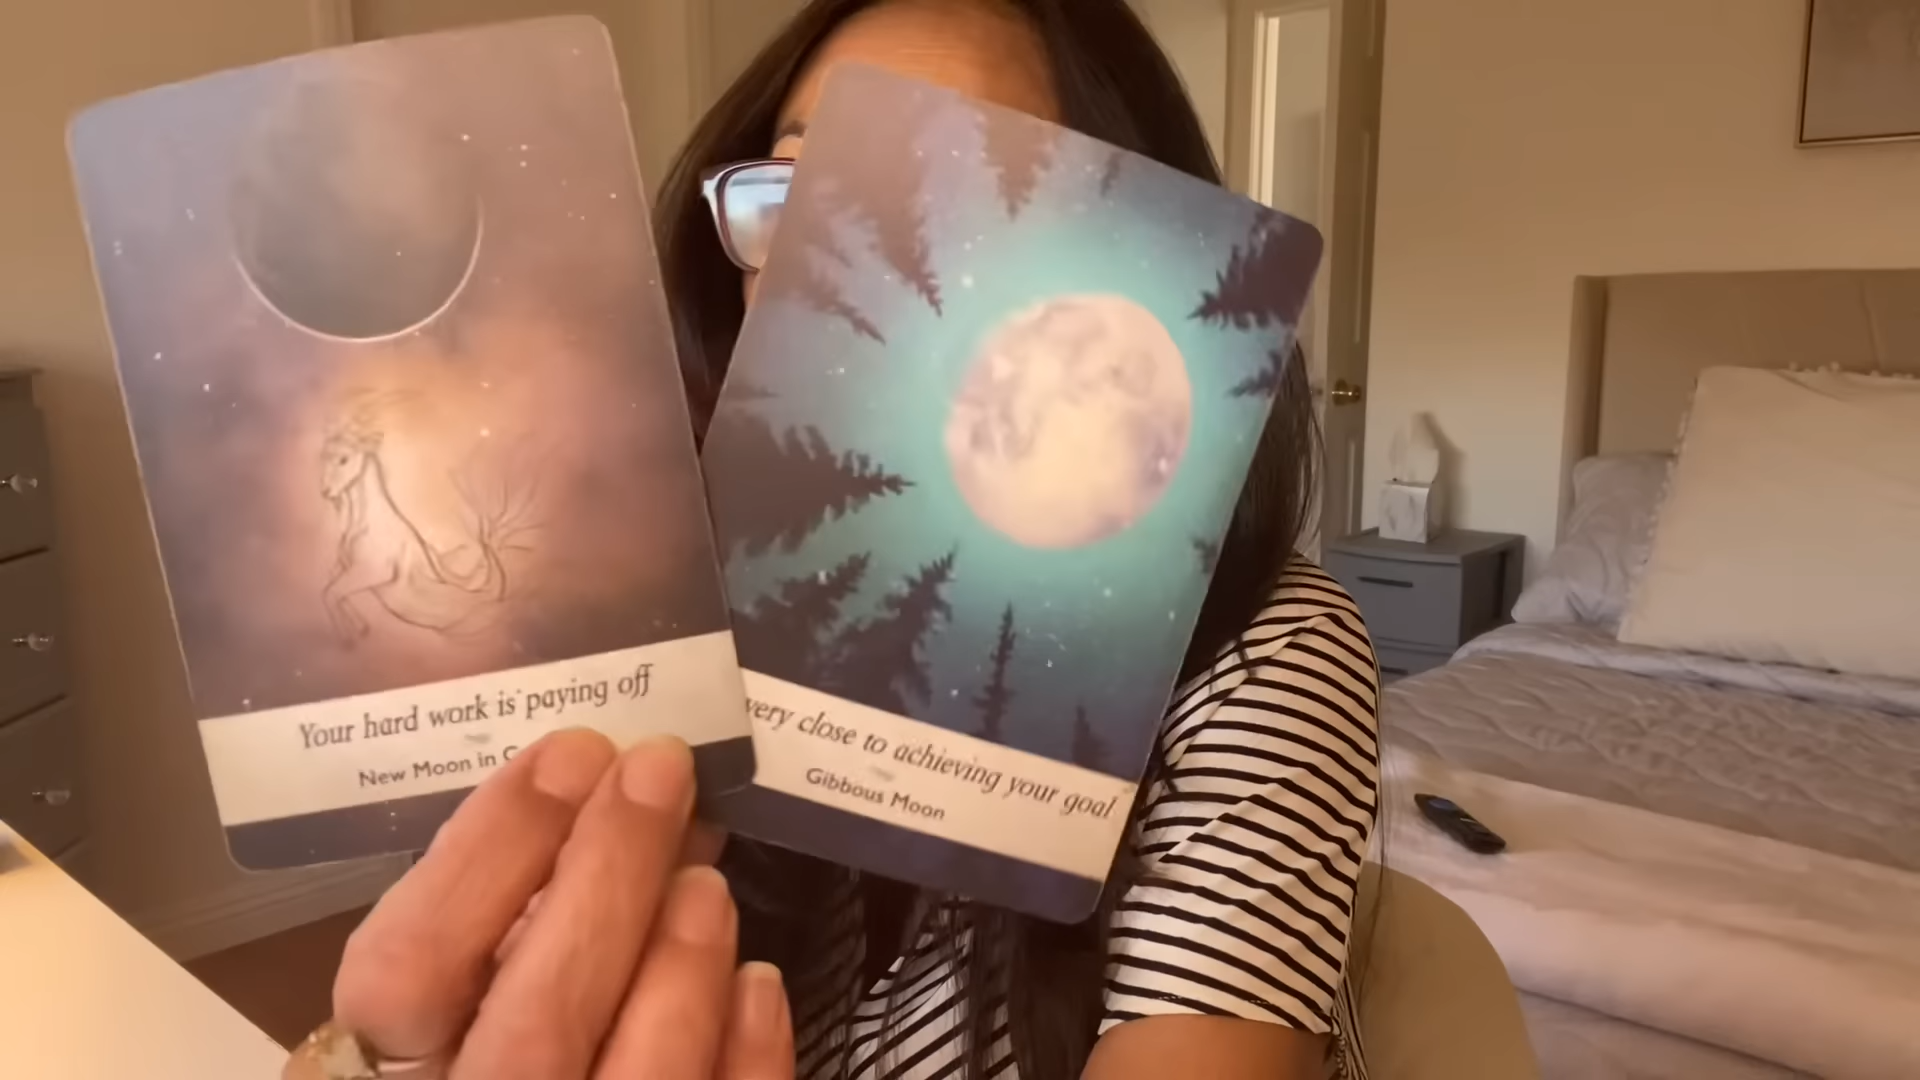 Your hard work is paying off
New Moon in
very close to achieving your goal
Gibbous Moon